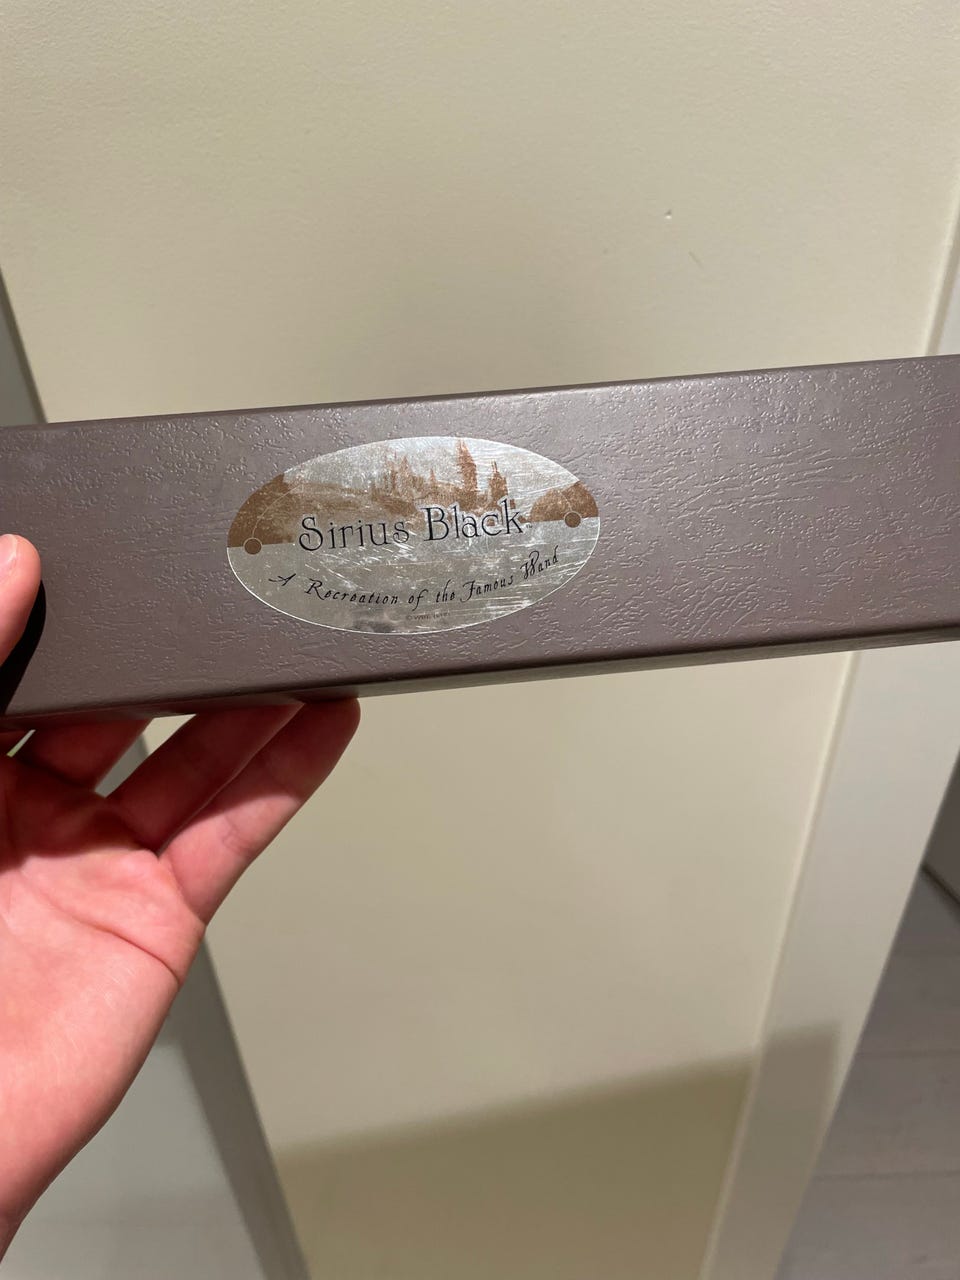 Sirius Black
A Recreation of the Famous Wand